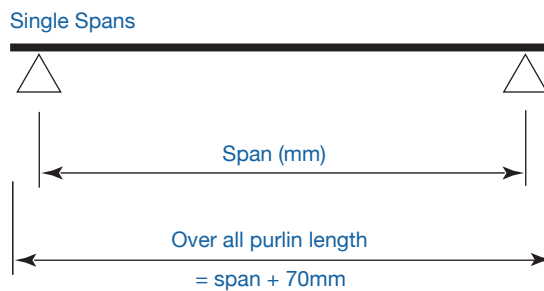 Single Spans
Span (mm)
Over all purlin length
= span + 70mm